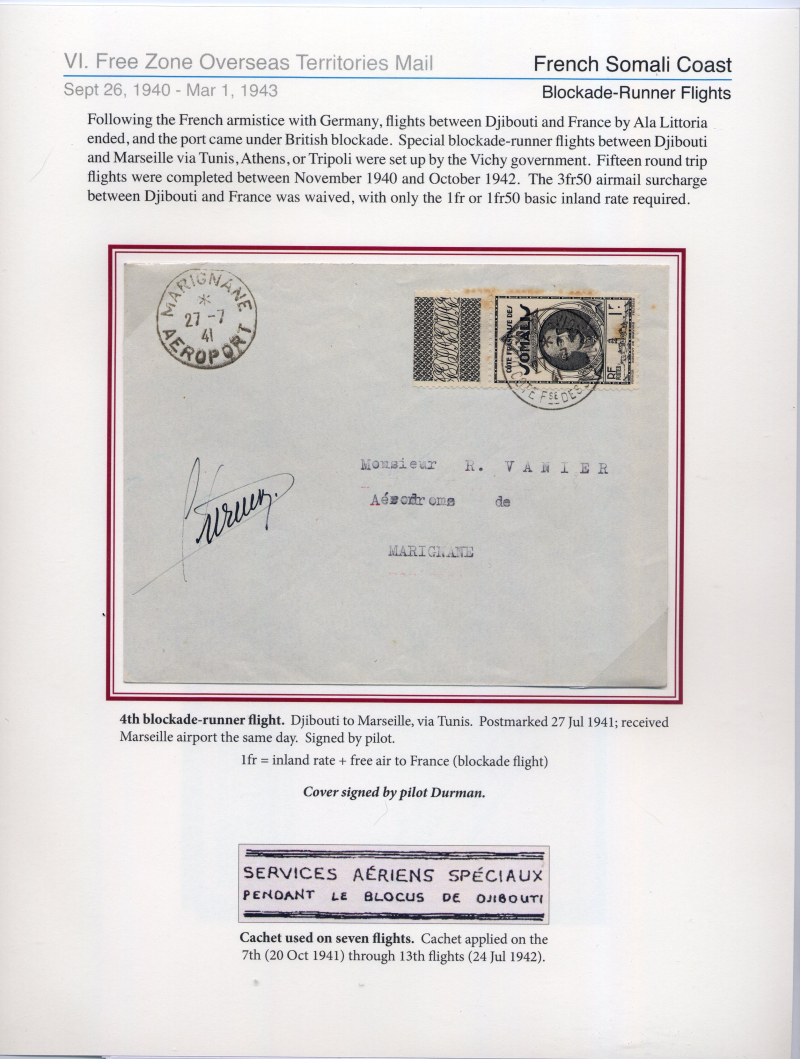 VI. Free Zone Overseas Territories Mail
French Somali Coast
Sept 26, 1940 - Mar 1, 1943
Blockade-Runner Flights
Following the French armistice with Germany, flights between Djibouti and France by Ala Littoria
ended, and the port came under British blockade. Special blockade-runner flights between Djibouti
and Marseille via Tunis, Athens, or Tripoli were set up by the Vichy government. Fifteen round trip
flights were completed between November 1940 and October 1942. The 3fr50 airmail surcharge
between Djibouti and France was waived, with only the 1fr or 1fr50 basic inland rate required.
MARIGNANE
*
27 -7
41
AEROPORT
CÔTE FRANÇAISE DES
SOMALIS
1F
RF
POSTES
CÔTE FSE DES
Monsieur R. VANIER
Aérodrome de
MARIGNANE
4th blockade-runner flight. Djibouti to Marseille, via Tunis. Postmarked 27 Jul 1941; received
Marseille airport the same day. Signed by pilot.
1fr = inland rate + free air to France (blockade flight)
Cover signed by pilot Durman.
SERVICES AÉRIENS SPÉCIAUX
PENDANT LE BLOCUS DE DJIBOUTI
Cachet used on seven flights. Cachet applied on the
7th (20 Oct 1941) through 13th flights (24 Jul 1942).